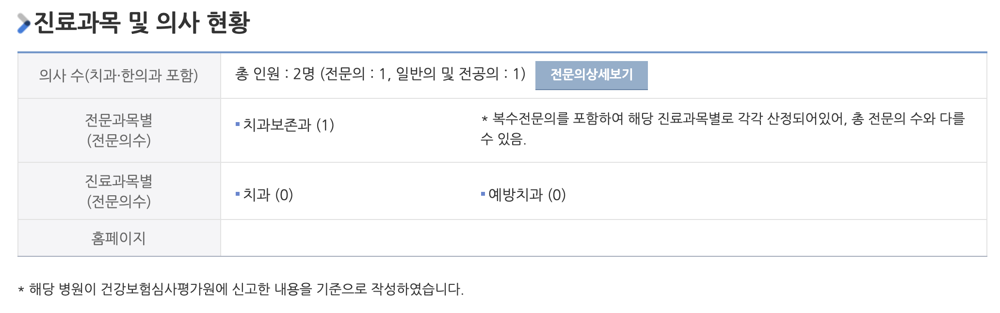 진료과목 및 의사 현황
의사 수(치과·한의과 포함)
총 인원 : 2명 (전문의 : 1, 일반의 및 전공의 : 1)
전문의상세보기
전문과목별
(전문의수)
치과보존과 (1)
* 복수전문의를 포함하여 해당 진료과목별로 각각 산정되어있어, 총 전문의 수와 다를
수 있음.
진료과목별
(전문의수)
치과 (0)
예방치과 (0)
홈페이지
* 해당 병원이 건강보험심사평가원에 신고한 내용을 기준으로 작성하였습니다.